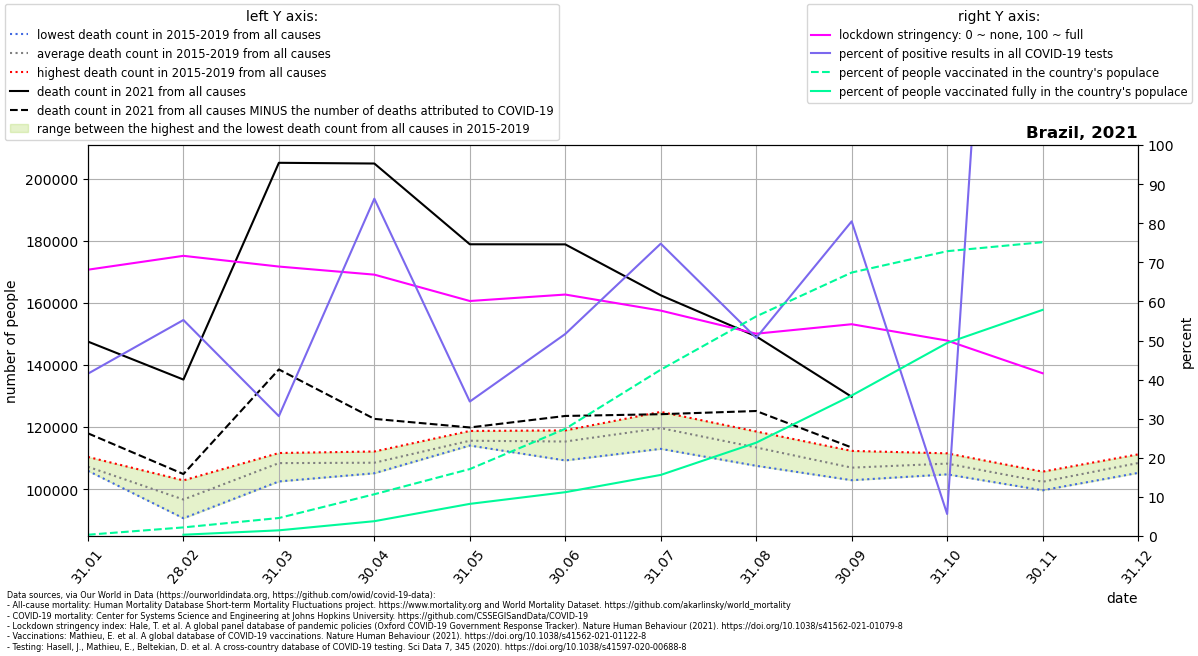 left Y axis:
lowest death count in 2015-2019 from all causes
average death count in 2015-2019 from all causes
highest death count in 2015-2019 from all causes
death count in 2021 from all causes
death count in 2021 from all causes MINUS the number of deaths attributed to COVID-19
range between the highest and the lowest death count from all causes in 2015-2019
right Y axis:
lockdown stringency: 0 ~ none, 100 ~ full
percent of positive results in all COVID-19 tests
percent of people vaccinated in the country's populace
percent of people vaccinated fully in the country's populace
Brazil, 2021
number of people
200000
180000
160000
140000
120000
100000
100
90
80
70
60
50
40
30
20
10
0
percent
31.01
28.02
31.03
30.04
31.05
30.06
31.07
31.08
30.09
31.10
30.11
31.12
date
Data sources, via Our World in Data (https://ourworldindata.org, https://github.com/owid/covid-19-data):
- All-cause mortality: Human Mortality Database Short-term Mortality Fluctuations project. https://www.mortality.org and World Mortality Dataset. https://github.com/akarlinsky/world_mortality
- COVID-19 mortality: Center for Systems Science and Engineering at Johns Hopkins University. https://github.com/CSSEGISandData/COVID-19
- Lockdown stringency index: Hale, T. et al. A global panel database of pandemic policies (Oxford COVID-19 Government Response Tracker). Nature Human Behaviour (2021). https://doi.org/10.1038/s41562-021-01079-8
- Vaccinations: Mathieu, E. et al. A global database of COVID-19 vaccinations. Nature Human Behaviour (2021). https://doi.org/10.1038/s41562-021-01122-8
- Testing: Hasell, J., Mathieu, E., Beltekian, D. et al. A cross-country database of COVID-19 testing. Sci Data 7, 345 (2020). https://doi.org/10.1038/s41597-020-00688-8